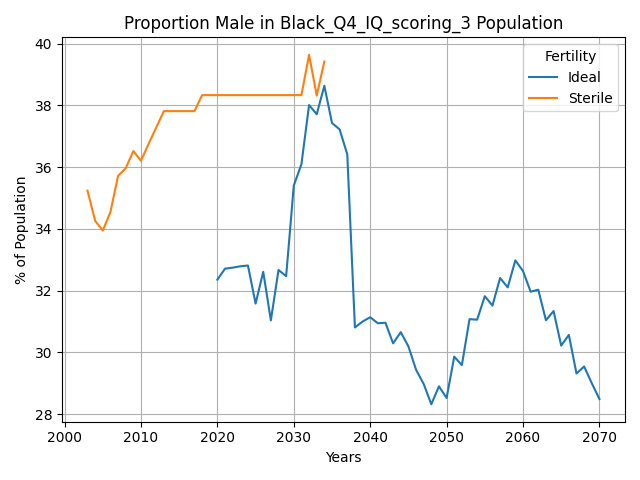 Proportion Male in Black_Q4_IQ_scoring_3 Population
40
38
36
34
32
30
28
% of Population
Fertility
Ideal
Sterile
2000 2010 2020 2030 2040 2050 2060 2070
Years